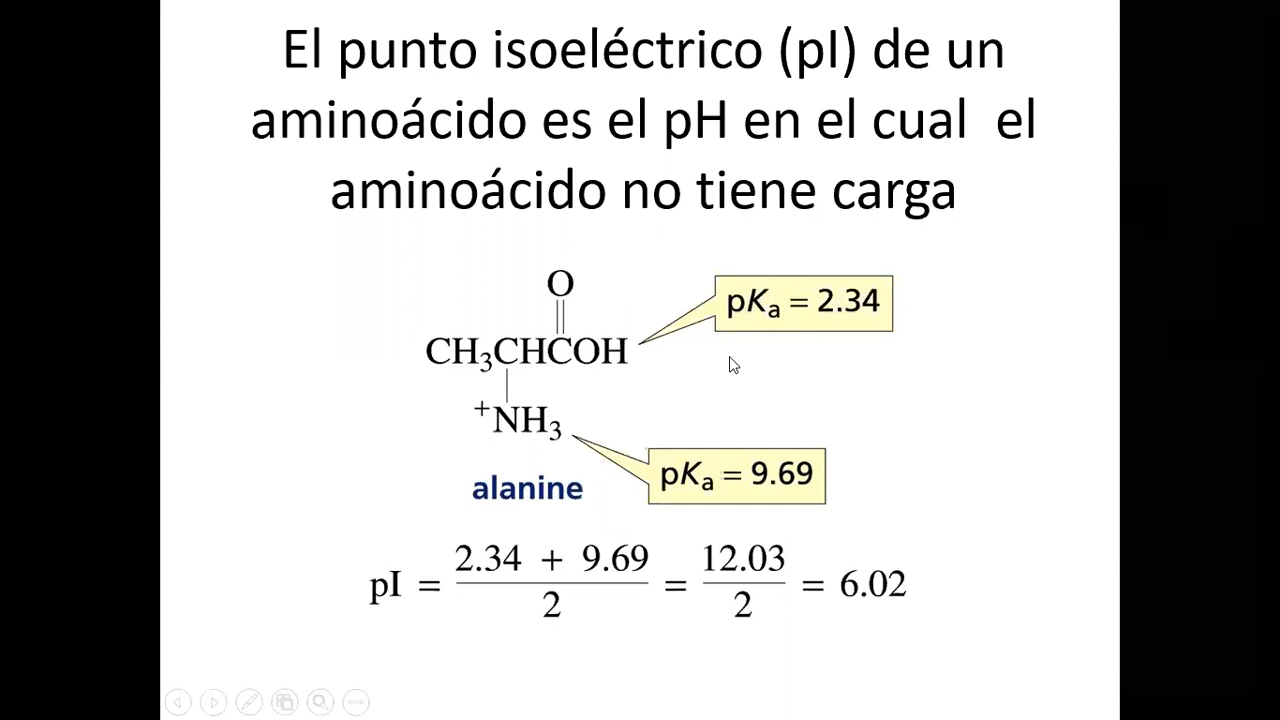 El punto isoeléctrico (pI) de un
aminoácido es el pH en el cual el
aminoácido no tiene carga
O
pKa = 2.34
CH₃CHCOH
⁺NH₃
pKa = 9.69
alanine
pI = (2.34 + 9.69)/2 = 12.03/2 = 6.02